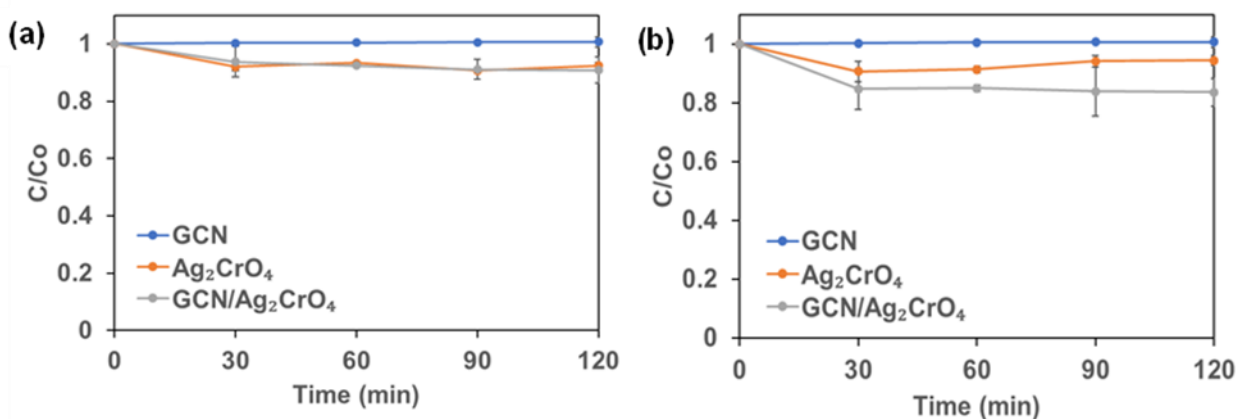 (a)
1
0.8
0.6
0.4
0.2
0
C/Co
GCN
Ag₂CrO₄
GCN/Ag₂CrO₄
0 30 60 90 120
Time (min)
(b)
1
0.8
0.6
0.4
0.2
0
C/Co
GCN
Ag₂CrO₄
GCN/Ag₂CrO₄
0 30 60 90 120
Time (min)